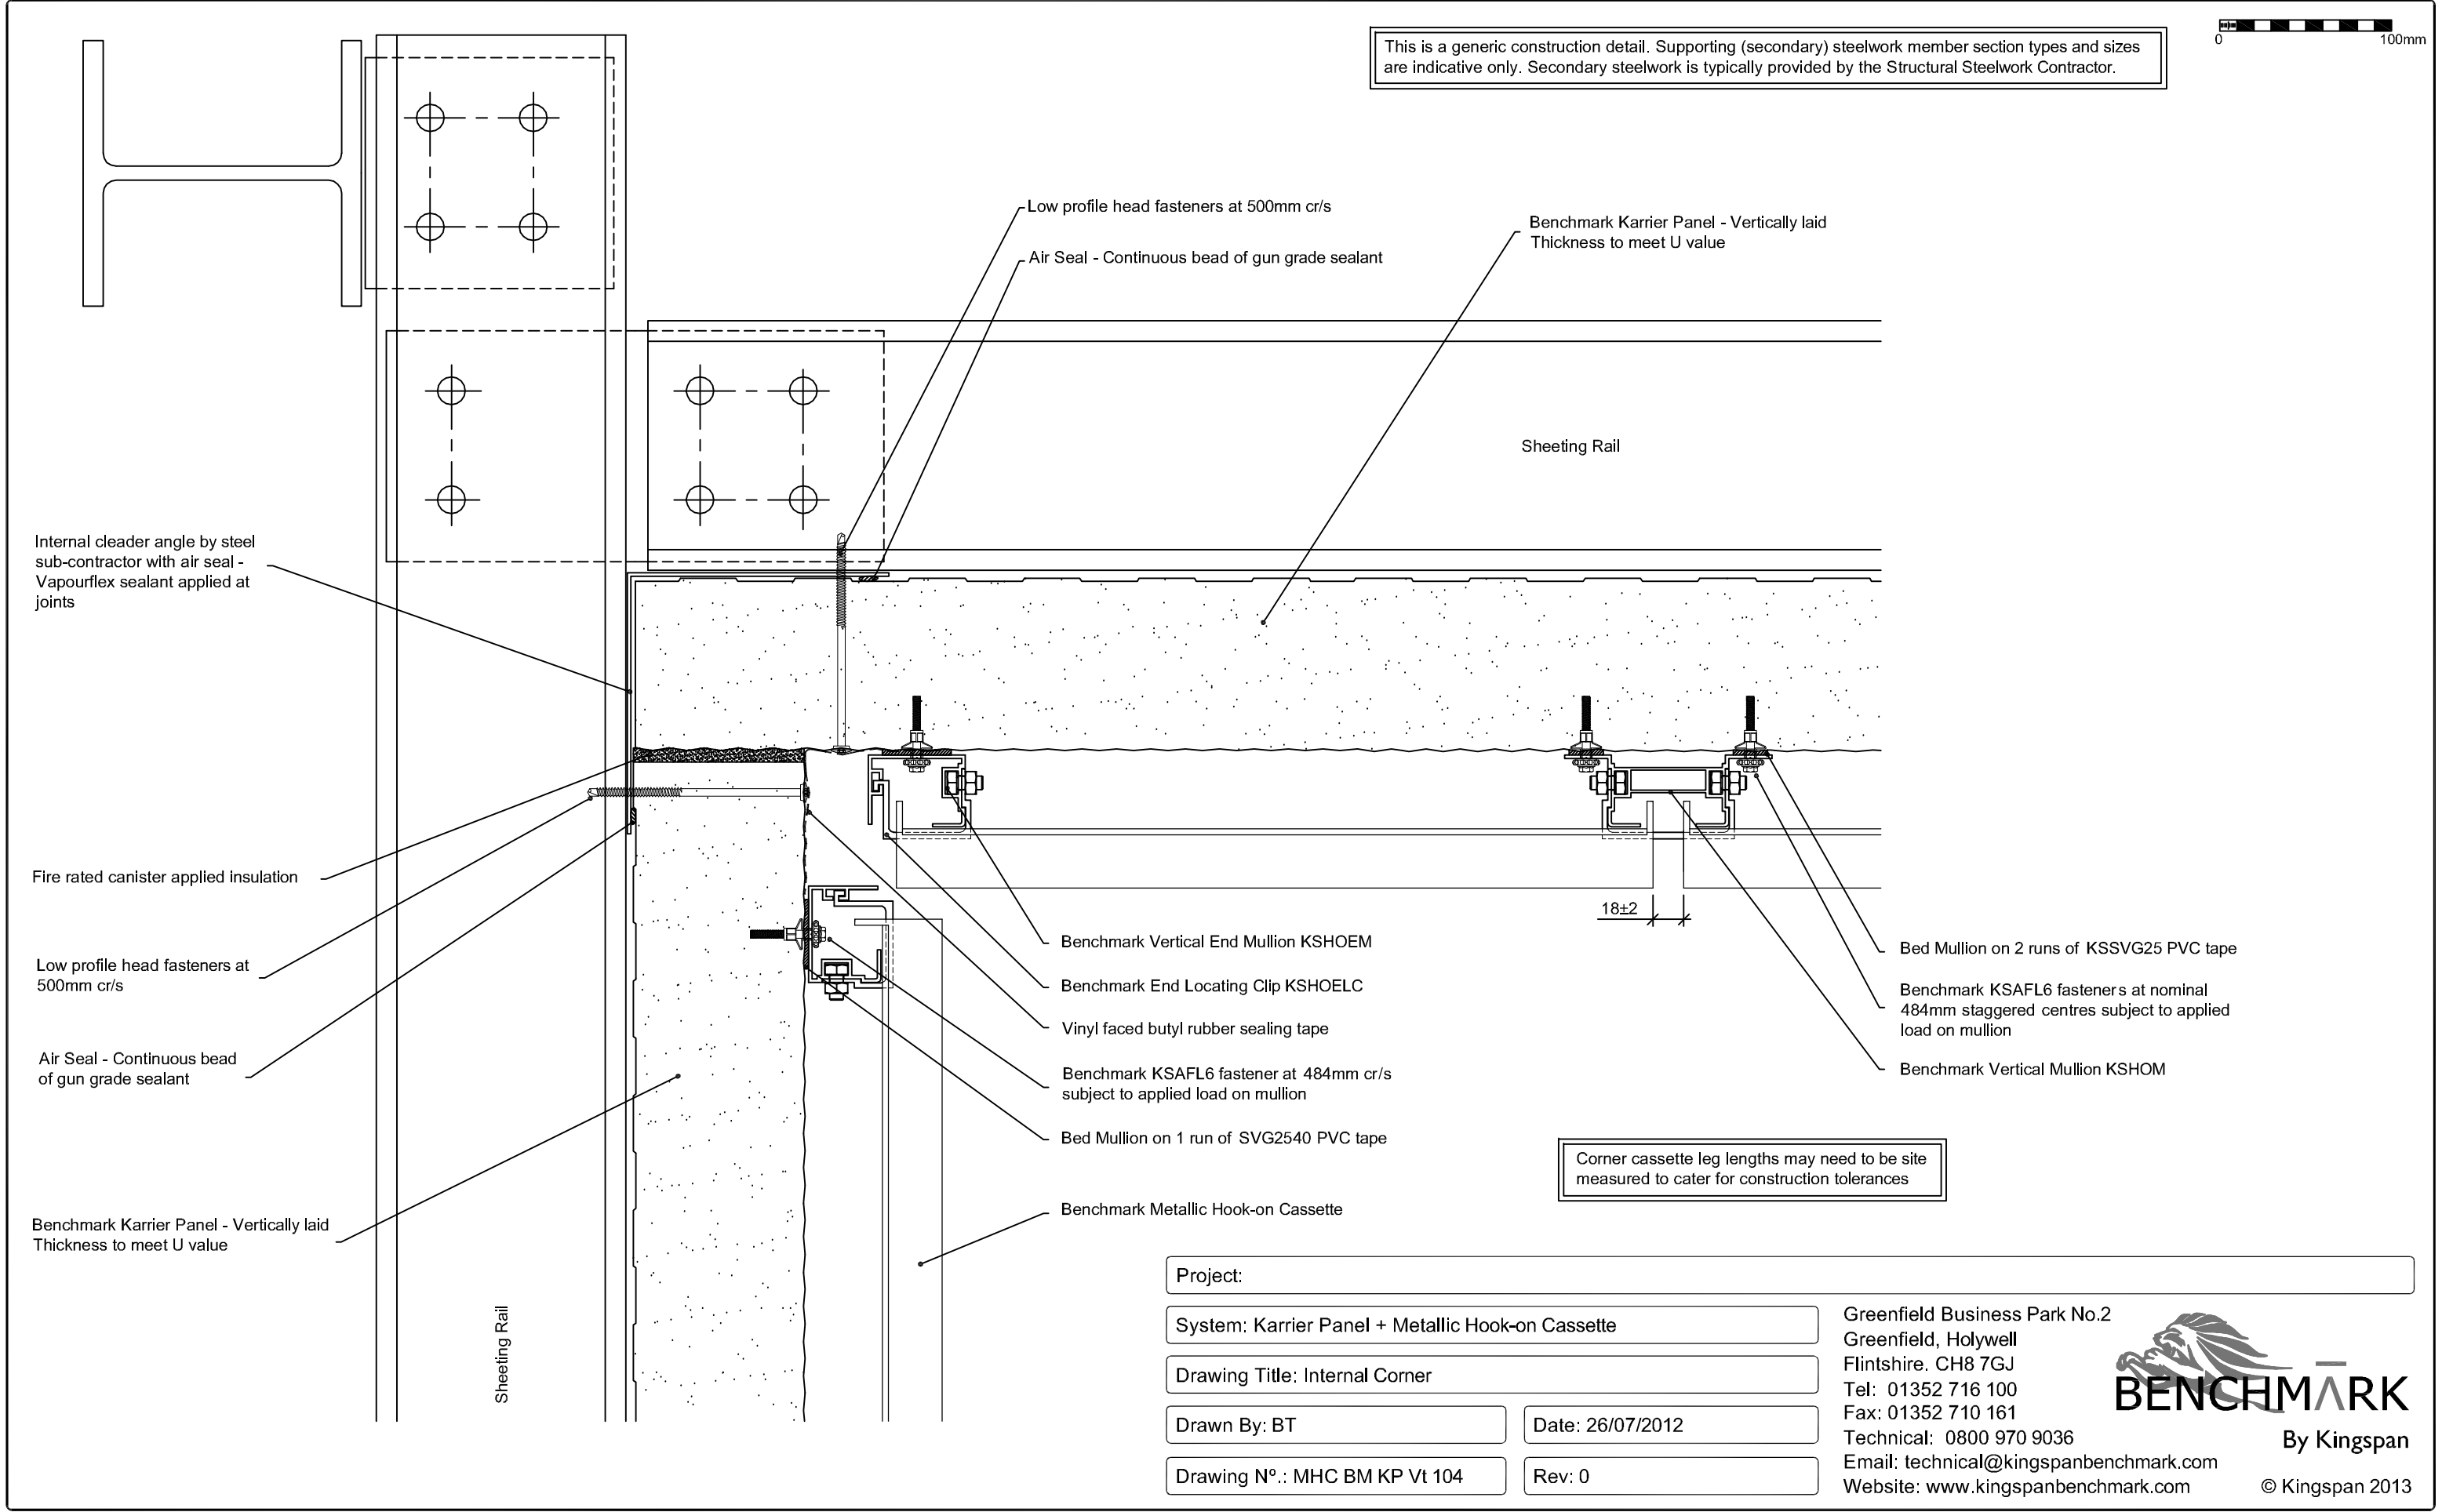 This is a generic construction detail. Supporting (secondary) steelwork member section types and sizes
are indicative only. Secondary steelwork is typically provided by the Structural Steelwork Contractor.
0
100mm
Low profile head fasteners at 500mm cr/s
Air Seal - Continuous bead of gun grade sealant
Benchmark Karrier Panel - Vertically laid
Thickness to meet U value
Sheeting Rail
Internal cleader angle by steel
sub-contractor with air seal -
Vapourflex sealant applied at
joints
Fire rated canister applied insulation
Low profile head fasteners at
500mm cr/s
Air Seal - Continuous bead
of gun grade sealant
Benchmark Karrier Panel - Vertically laid
Thickness to meet U value
Sheeting Rail
18±2
Benchmark Vertical End Mullion KSHOEM
Benchmark End Locating Clip KSHOELC
Vinyl faced butyl rubber sealing tape
Benchmark KSAFL6 fastener at 484mm cr/s
subject to applied load on mullion
Bed Mullion on 1 run of SVG2540 PVC tape
Benchmark Metallic Hook-on Cassette
Bed Mullion on 2 runs of KSSVG25 PVC tape
Benchmark KSAFL6 fasteners at nominal
484mm staggered centres subject to applied
load on mullion
Benchmark Vertical Mullion KSHOM
Corner cassette leg lengths may need to be site
measured to cater for construction tolerances
Project:
System: Karrier Panel + Metallic Hook-on Cassette
Drawing Title: Internal Corner
Drawn By: BT
Date: 26/07/2012
Drawing Nº.: MHC BM KP Vt 104
Rev: 0
Greenfield Business Park No.2
Greenfield, Holywell
Flintshire. CH8 7GJ
Tel: 01352 716 100
Fax: 01352 710 161
Technical: 0800 970 9036
Email: technical@kingspanbenchmark.com
Website: www.kingspanbenchmark.com
BENCHMARK
By Kingspan
© Kingspan 2013